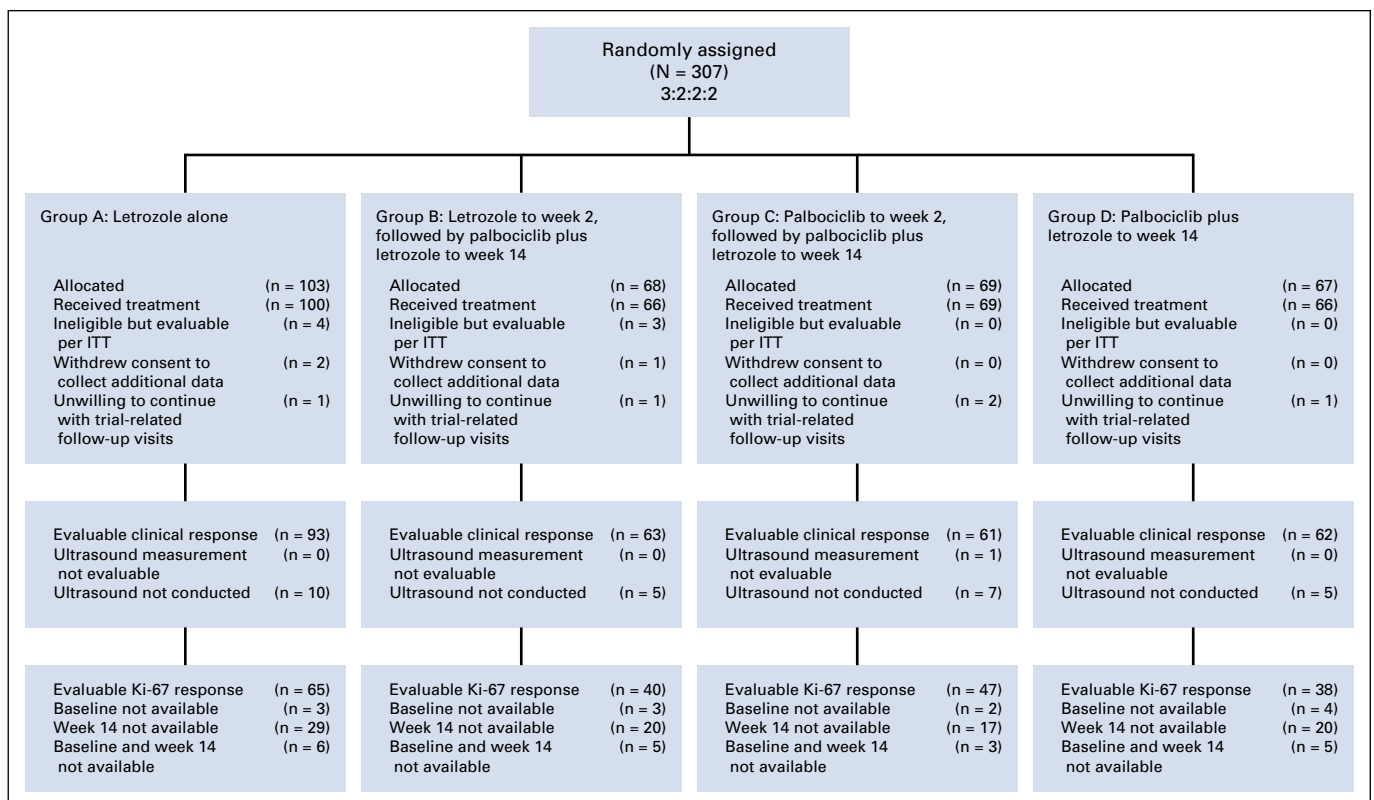 Randomly assigned
(N = 307)
3:2:2:2
Group A: Letrozole alone
Allocated (n = 103)
Received treatment (n = 100)
Ineligible but evaluable (n = 4)
per ITT
Withdrew consent to (n = 2)
collect additional data
Unwilling to continue (n = 1)
with trial-related
follow-up visits
Group B: Letrozole to week 2,
followed by palbociclib plus
letrozole to week 14
Allocated (n = 68)
Received treatment (n = 66)
Ineligible but evaluable (n = 3)
per ITT
Withdrew consent to (n = 1)
collect additional data
Unwilling to continue (n = 1)
with trial-related
follow-up visits
Group C: Palbociclib to week 2,
followed by palbociclib plus
letrozole to week 14
Allocated (n = 69)
Received treatment (n = 69)
Ineligible but evaluable (n = 0)
per ITT
Withdrew consent to (n = 0)
collect additional data
Unwilling to continue (n = 2)
with trial-related
follow-up visits
Group D: Palbociclib plus
letrozole to week 14
Allocated (n = 67)
Received treatment (n = 66)
Ineligible but evaluable (n = 0)
per ITT
Withdrew consent to (n = 0)
collect additional data
Unwilling to continue (n = 1)
with trial-related
follow-up visits
Evaluable clinical response (n = 93)
Ultrasound measurement (n = 0)
not evaluable
Ultrasound not conducted (n = 10)
Evaluable clinical response (n = 63)
Ultrasound measurement (n = 0)
not evaluable
Ultrasound not conducted (n = 5)
Evaluable clinical response (n = 61)
Ultrasound measurement (n = 1)
not evaluable
Ultrasound not conducted (n = 7)
Evaluable clinical response (n = 62)
Ultrasound measurement (n = 0)
not evaluable
Ultrasound not conducted (n = 5)
Evaluable Ki-67 response (n = 65)
Baseline not available (n = 3)
Week 14 not available (n = 29)
Baseline and week 14 (n = 6)
not available
Evaluable Ki-67 response (n = 40)
Baseline not available (n = 3)
Week 14 not available (n = 20)
Baseline and week 14 (n = 5)
not available
Evaluable Ki-67 response (n = 47)
Baseline not available (n = 2)
Week 14 not available (n = 17)
Baseline and week 14 (n = 3)
not available
Evaluable Ki-67 response (n = 38)
Baseline not available (n = 4)
Week 14 not available (n = 20)
Baseline and week 14 (n = 5)
not available